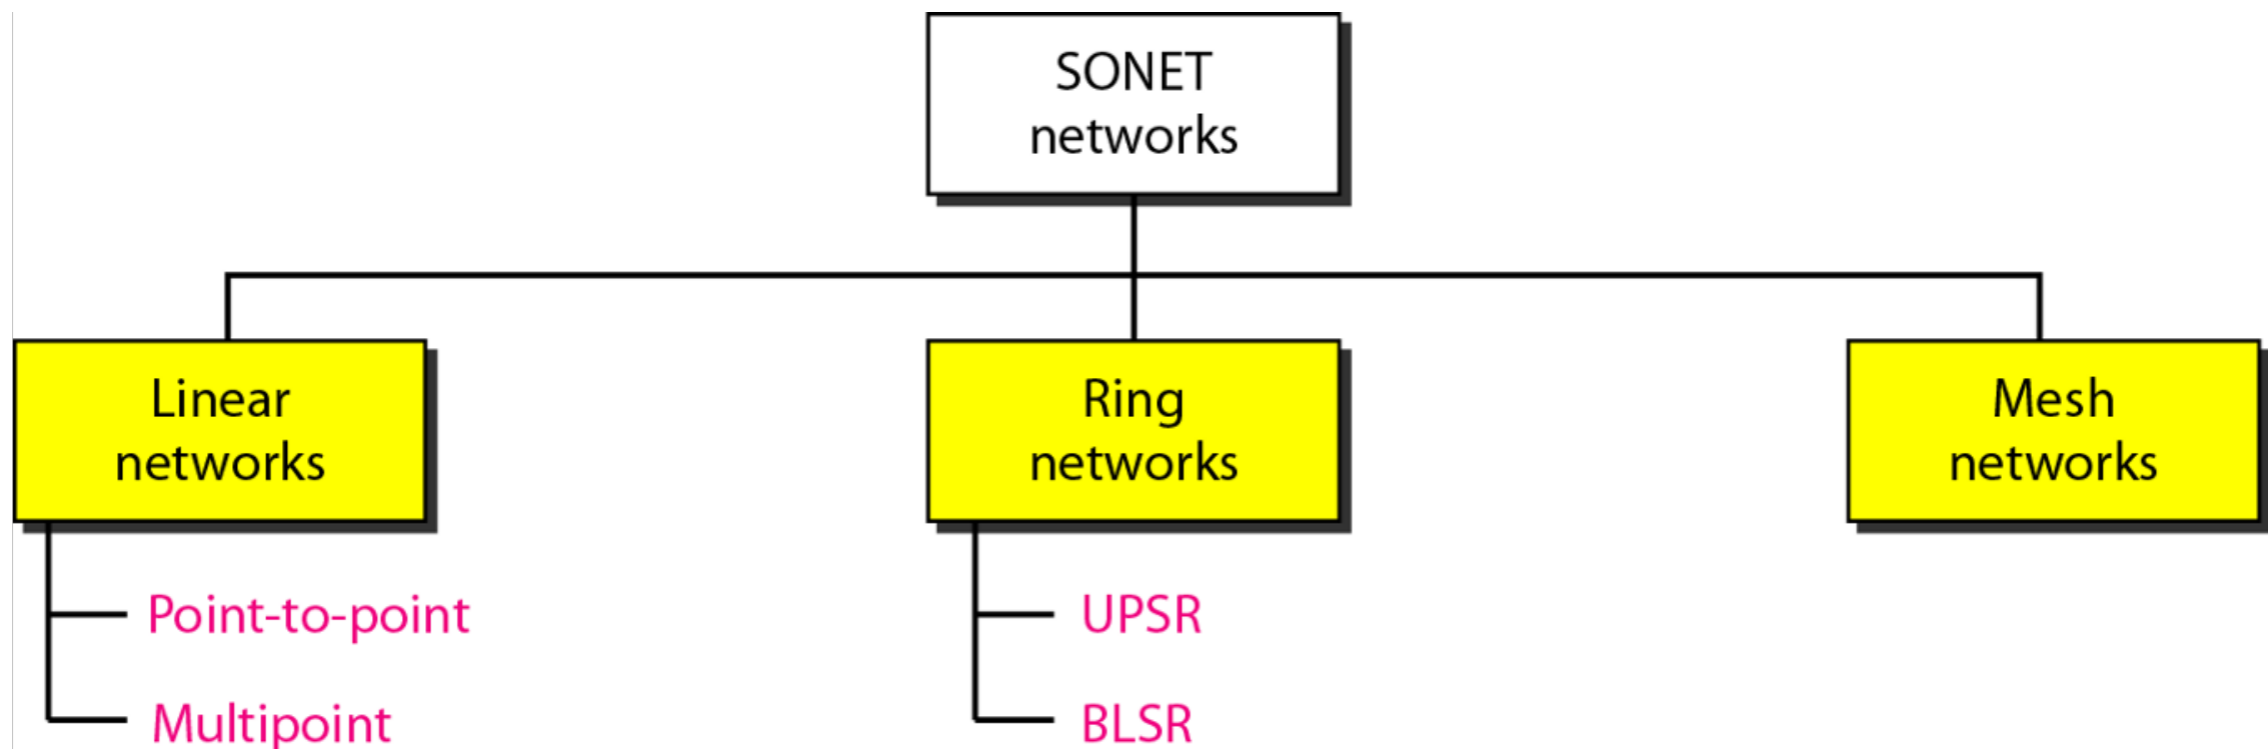 SONET
networks
Linear
networks
Ring
networks
Mesh
networks
Point-to-point
UPSR
Multipoint
BLSR